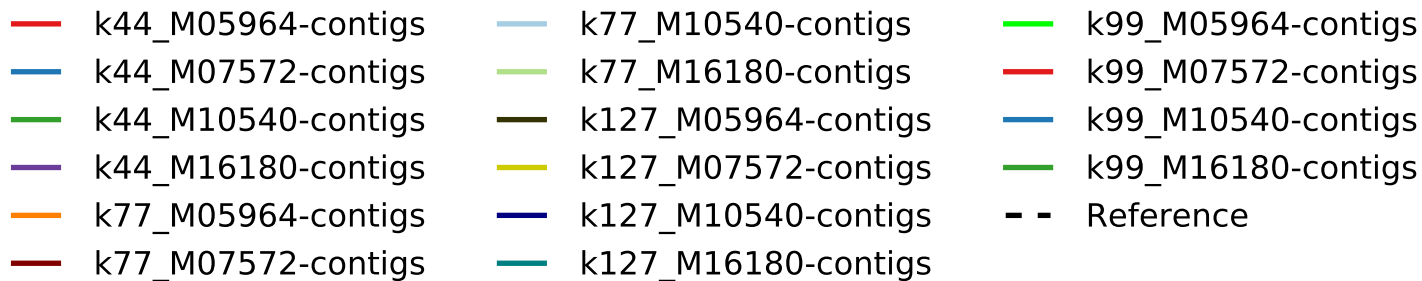 k44_M05964-contigs
k44_M07572-contigs
k44_M10540-contigs
k44_M16180-contigs
k77_M05964-contigs
k77_M07572-contigs
k77_M10540-contigs
k77_M16180-contigs
k127_M05964-contigs
k127_M07572-contigs
k127_M10540-contigs
k127_M16180-contigs
k99_M05964-contigs
k99_M07572-contigs
k99_M10540-contigs
k99_M16180-contigs
Reference